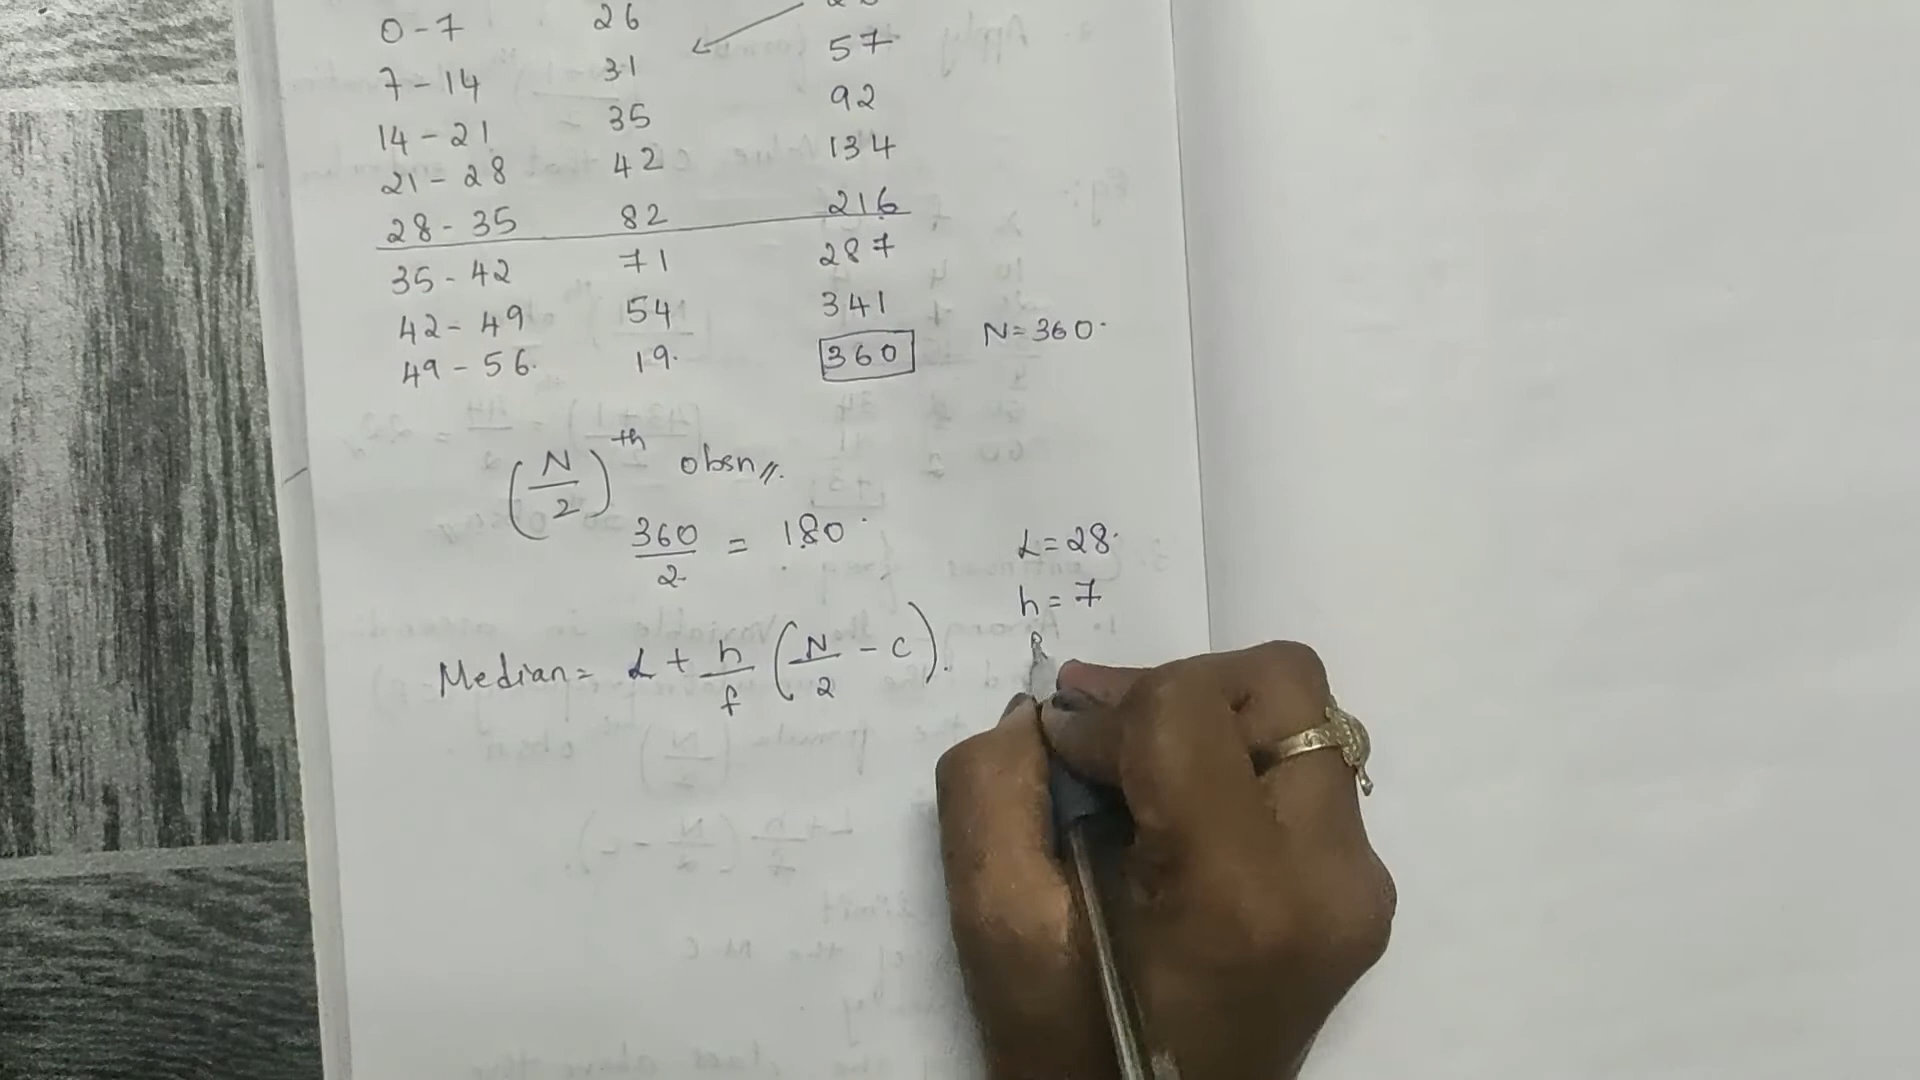 0-7 26
7-14 31 57
14-21 35 92
21-28 42 134
28-35 82 216
35-42 71 287
42-49 54 341
49-56. 19. 360 N=360.
(N/2)th obsn//.
360/2 = 180.
L=28.
h=7
Median= L + h/f (N/2 - C).